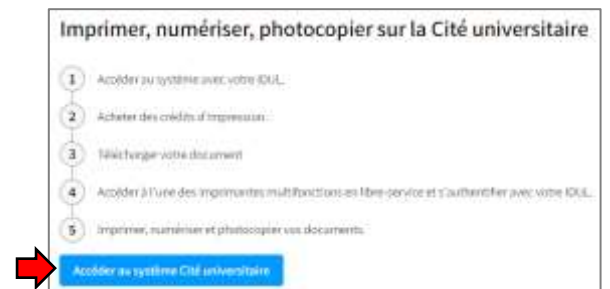 Imprimer, numériser, photocopier sur la Cité universitaire
1 Accéder au système avec votre IDUL.
2 Acheter des crédits d'impression.
3 Télécharger votre document
4 Accéder à l'une des imprimantes multifonctions en libre-service et s'authentifier avec votre IDUL.
5 Imprimer, numériser et photocopier vos documents.
Accéder au système Cité universitaire